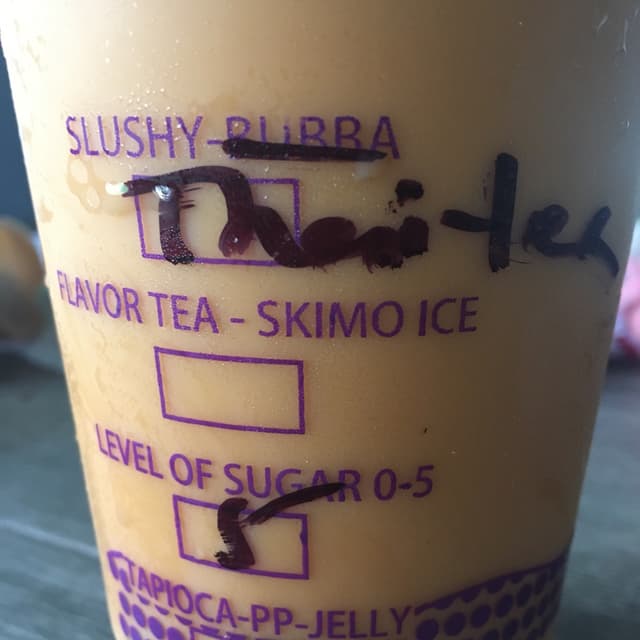 SLUSHY-BUBBA
Thai tea
FLAVOR TEA - SKIMO ICE
LEVEL OF SUGAR 0-5
5
TAPIOCA-PP-JELLY